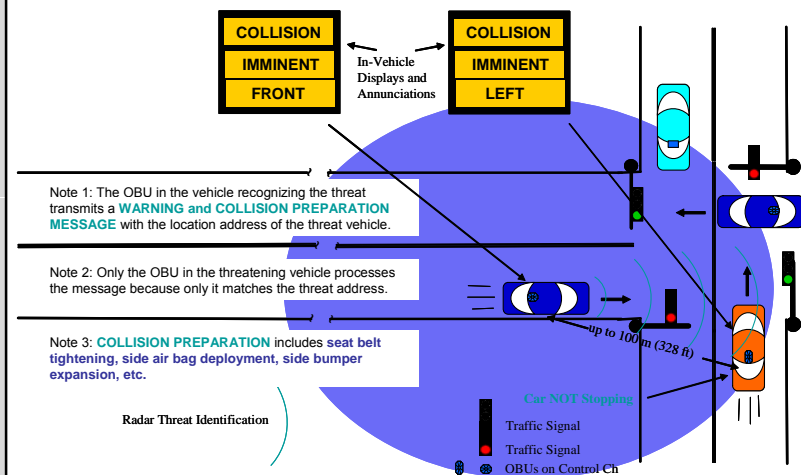 COLLISION
IMMINENT
FRONT
In-Vehicle
Displays and
Annunciations
COLLISION
IMMINENT
LEFT
Note 1: The OBU in the vehicle recognizing the threat
transmits a WARNING and COLLISION PREPARATION
MESSAGE with the location address of the threat vehicle.
Note 2: Only the OBU in the threatening vehicle processes
the message because only it matches the threat address.
Note 3: COLLISION PREPARATION includes seat belt
tightening, side air bag deployment, side bumper
expansion, etc.
up to 100 m (328 ft)
Radar Threat Identification
Car NOT Stopping
Traffic Signal
Traffic Signal
OBUs on Control Ch